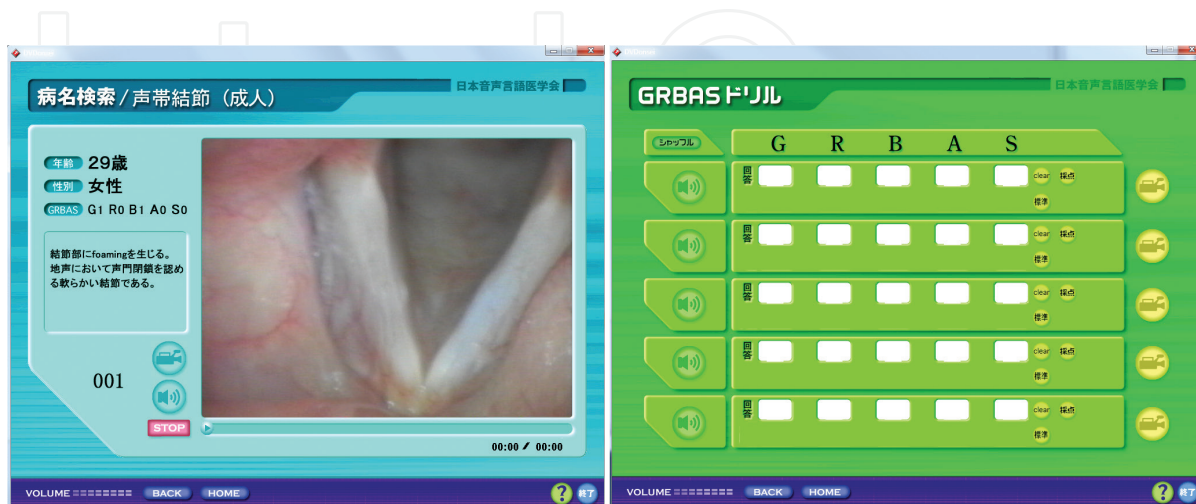 病名検索/声帯結節(成人)
日本音声言語医学会
年齢 29歳
性別 女性
GRBAS G1 R0 B1 A0 S0
結節部にfoamingを生じる。
地声において声門閉鎖を認め
る軟らかい結節である。
001
STOP
00:00 / 00:00
VOLUME ======== BACK HOME
? 終了
GRBASドリル
日本音声言語医学会
シャッフル G R B A S
回答 clear 採点
標準
回答 clear 採点
標準
回答 clear 採点
標準
回答 clear 採点
標準
回答 clear 採点
標準
VOLUME ======== BACK HOME
? 終了